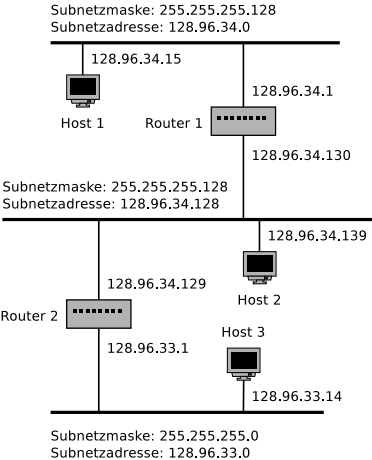 Subnetzmaske: 255.255.255.128
Subnetzadresse: 128.96.34.0
128.96.34.15
Host 1
128.96.34.1
Router 1
128.96.34.130
Subnetzmaske: 255.255.255.128
Subnetzadresse: 128.96.34.128
128.96.34.139
Host 2
128.96.34.129
Router 2
128.96.33.1
Host 3
128.96.33.14
Subnetzmaske: 255.255.255.0
Subnetzadresse: 128.96.33.0